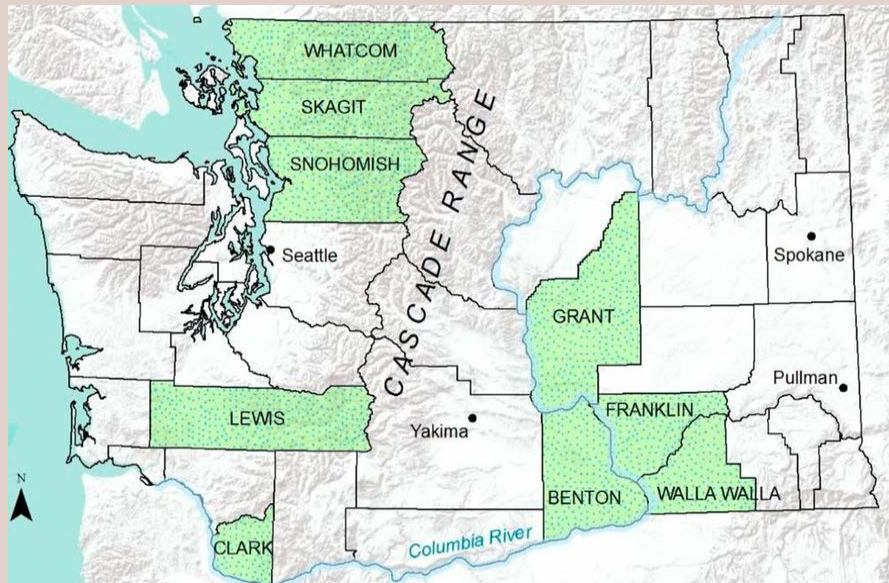 WHATCOM
SKAGIT
SNOHOMISH
CASCADE RANGE
Seattle
Spokane
GRANT
Pullman
FRANKLIN
LEWIS
Yakima
N
BENTON
WALLA WALLA
Columbia River
CLARK